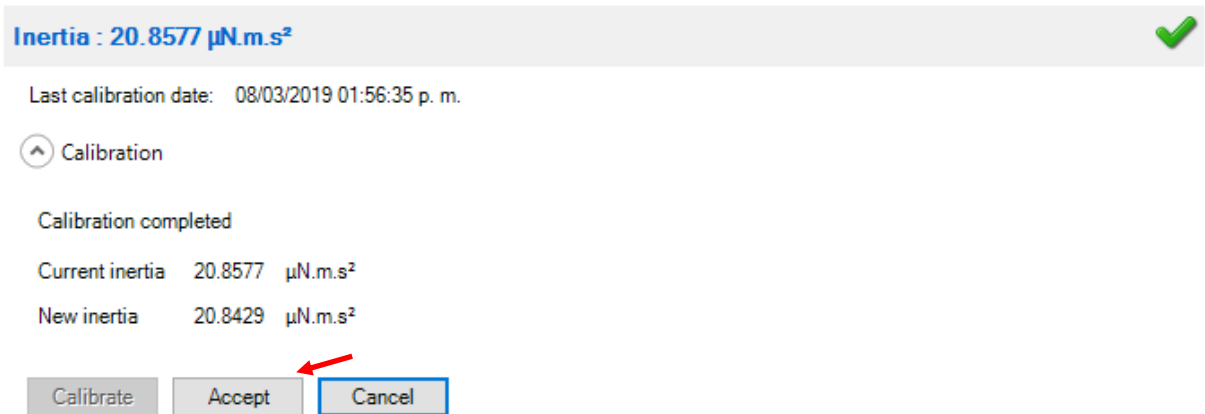 Inertia : 20.8577 µN.m.s²
Last calibration date: 08/03/2019 01:56:35 p. m.
Calibration
Calibration completed
Current inertia 20.8577 µN.m.s²
New inertia 20.8429 µN.m.s²
Calibrate Accept Cancel